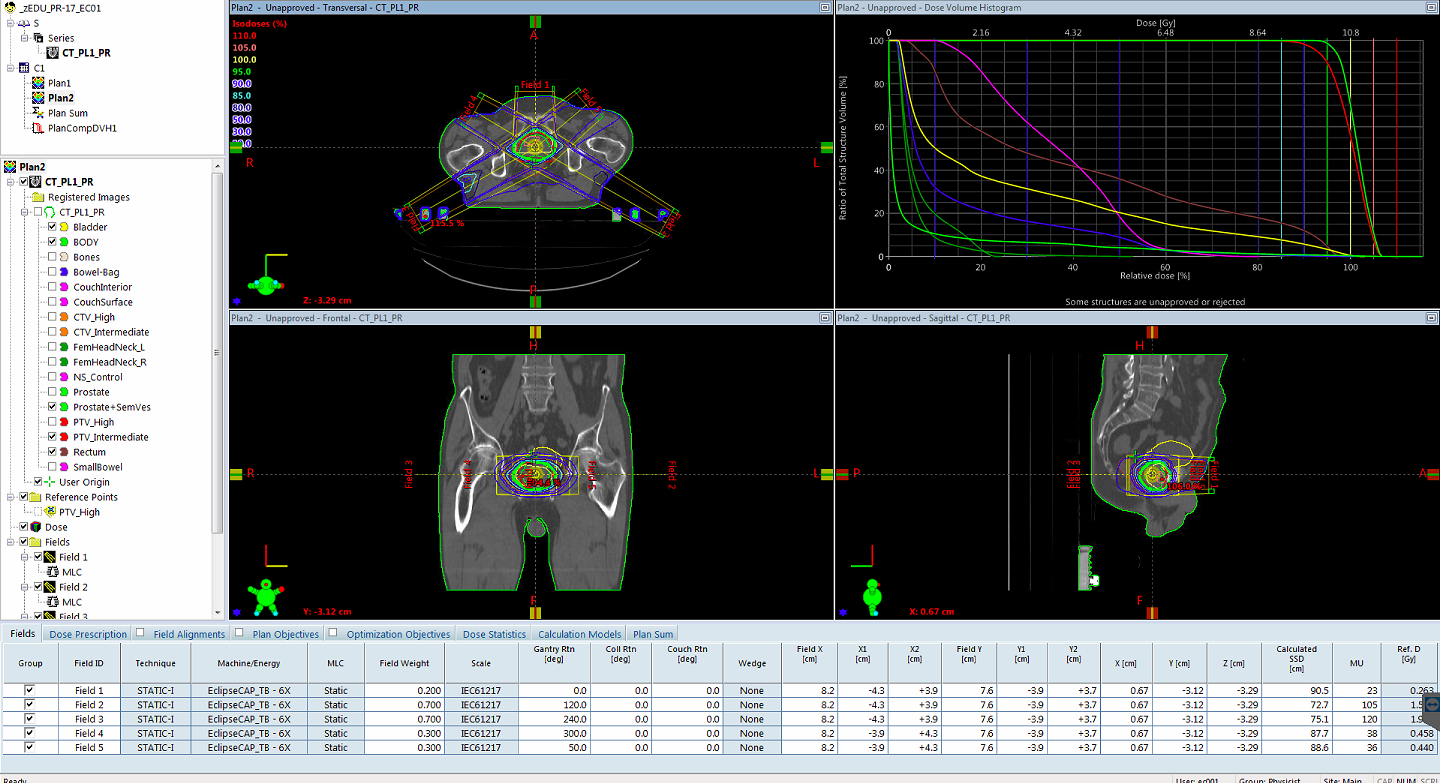 _zEDU_PR-17_EC01
S
Series
CT_PL1_PR
C1
Plan1
Plan2
Plan Sum
PlanCompDVH1
Plan2
CT_PL1_PR
Registered Images
CT_PL1_PR
Bladder
BODY
Bones
Bowel-Bag
CouchInterior
CouchSurface
CTV_High
CTV_Intermediate
FemHeadNeck_L
FemHeadNeck_R
NS_Control
Prostate
Prostate+SemVes
PTV_High
PTV_Intermediate
Rectum
SmallBowel
User Origin
Reference Points
PTV_High
Dose
Fields
Field 1
MLC
Field 2
MLC
Field 3
Plan2 - Unapproved - Transversal - CT_PL1_PR
Isodoses (%)
110.0
105.0
100.0
95.0
90.0
85.0
80.0
50.0
30.0
A
Field 1
Field 4
R
L
113.5 %
Z: -3.29 cm
Plan2 - Unapproved - Dose Volume Histogram
Dose [Gy]
0 2.16 4.32 6.48 8.64 10.8
Ratio of Total Structure Volume [%]
100
80
60
40
20
0
0 20 40 60 80 100
Relative dose [%]
Some structures are unapproved or rejected
Plan2 - Unapproved - Frontal - CT_PL1_PR
H
R
Field 3
Field 2
L
F
Y: -3.12 cm
Plan2 - Unapproved - Sagittal - CT_PL1_PR
H
P
Field 2
Field 3
A
F
X: 0.67 cm
Fields Dose Prescription Field Alignments Plan Objectives Optimization Objectives Dose Statistics Calculation Models Plan Sum
Group Field ID Technique Machine/Energy MLC Field Weight Scale Gantry Rtn [deg] Coll Rtn [deg] Couch Rtn [deg] Wedge Field X [cm] X1 [cm] X2 [cm] Field Y [cm] Y1 [cm] Y2 [cm] X [cm] Y [cm] Z [cm] Calculated SSD [cm] MU Ref. D [Gy]
Field 1 STATIC-I EclipseCAP_TB - 6X Static 0.200 IEC61217 0.0 0.0 0.0 None 8.2 -4.3 +3.9 7.6 -3.9 +3.7 0.67 -3.12 -3.29 90.5 23 0.263
Field 2 STATIC-I EclipseCAP_TB - 6X Static 0.700 IEC61217 120.0 0.0 0.0 None 8.2 -4.3 +3.9 7.6 -3.9 +3.7 0.67 -3.12 -3.29 72.7 105
Field 3 STATIC-I EclipseCAP_TB - 6X Static 0.700 IEC61217 240.0 0.0 0.0 None 8.2 -4.3 +3.9 7.6 -3.9 +3.7 0.67 -3.12 -3.29 75.1 120
Field 4 STATIC-I EclipseCAP_TB - 6X Static 0.300 IEC61217 300.0 0.0 0.0 None 8.2 -3.9 +4.3 7.6 -3.9 +3.7 0.67 -3.12 -3.29 87.7 38 0.458
Field 5 STATIC-I EclipseCAP_TB - 6X Static 0.300 IEC61217 50.0 0.0 0.0 None 8.2 -3.9 +4.3 7.6 -3.9 +3.7 0.67 -3.12 -3.29 88.6 36 0.440
Ready User: ec001 Group: Physicist Site: Main CAP NUM SCRL